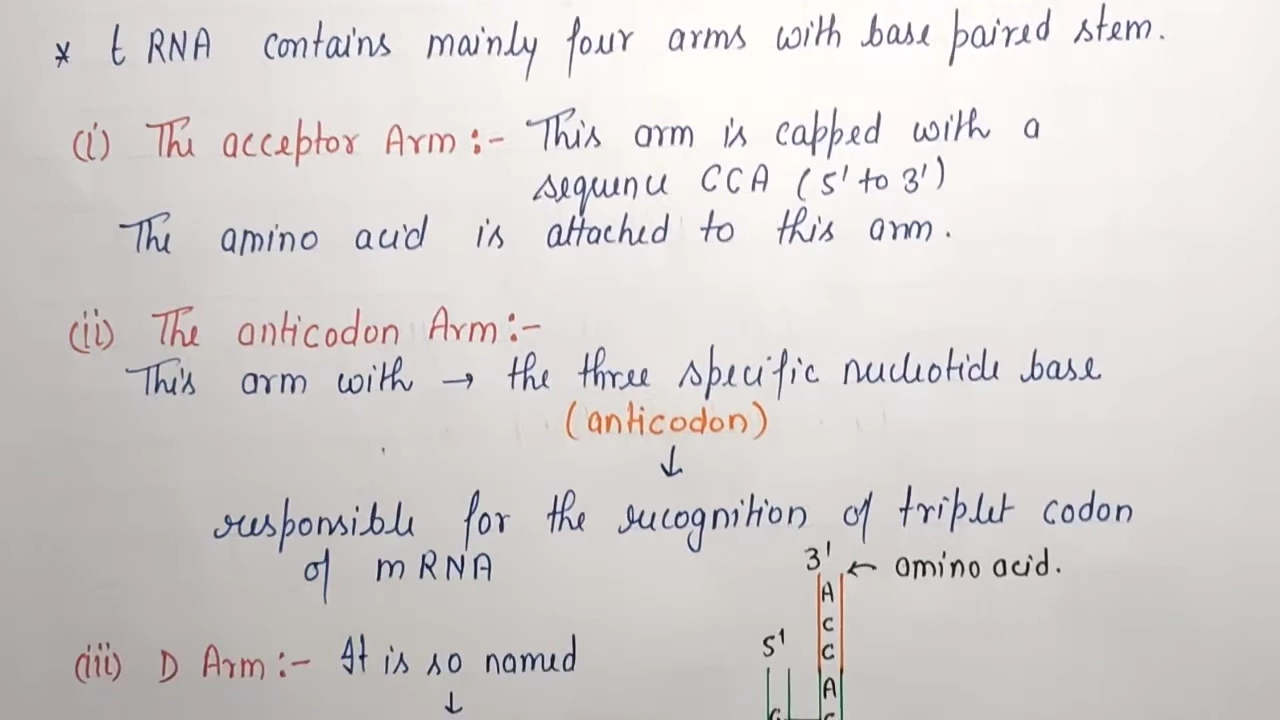 * t RNA contains mainly four arms with base paired stem.
(i) The acceptor Arm :- This arm is capped with a
sequence CCA (5' to 3')
The amino acid is attached to this arm.
(ii) The anticodon Arm :-
This arm with → the three specific nucleotide base
(anticodon)
↓
responsible for the recognition of triplet codon
of mRNA
3' ← amino acid.
A
C
5' C
(iii) D Arm :- It is so named
↓
A